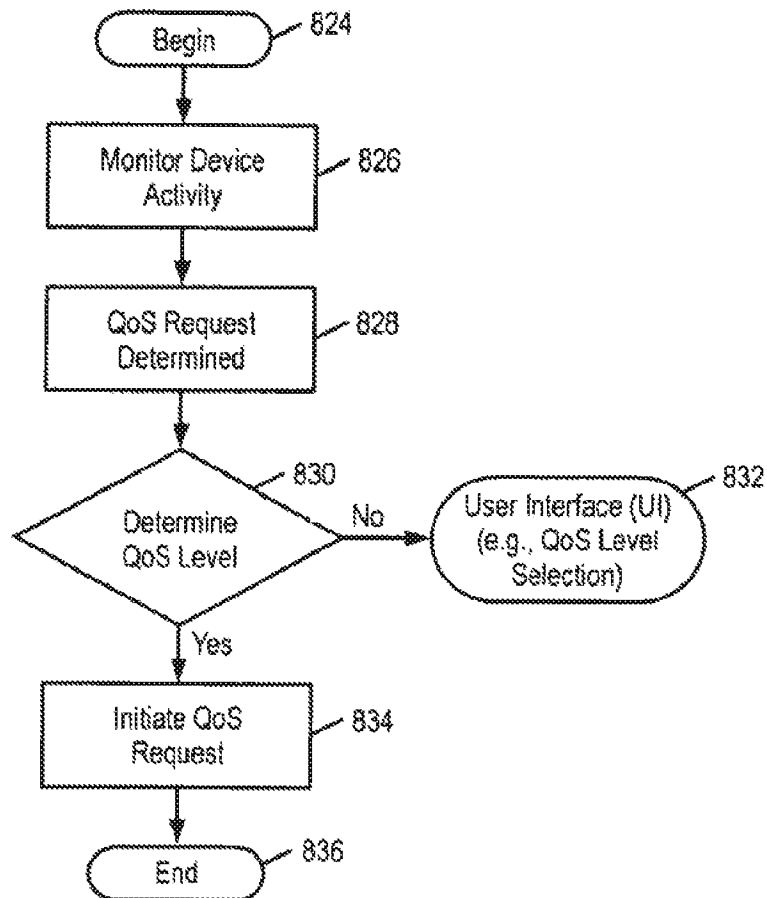 Begin
824
Monitor Device
Activity
826
QoS Request
Determined
828
830
Determine
QoS Level
No
832
User Interface (UI)
(e.g., QoS Level
Selection)
Yes
Initiate QoS
Request
834
End
836